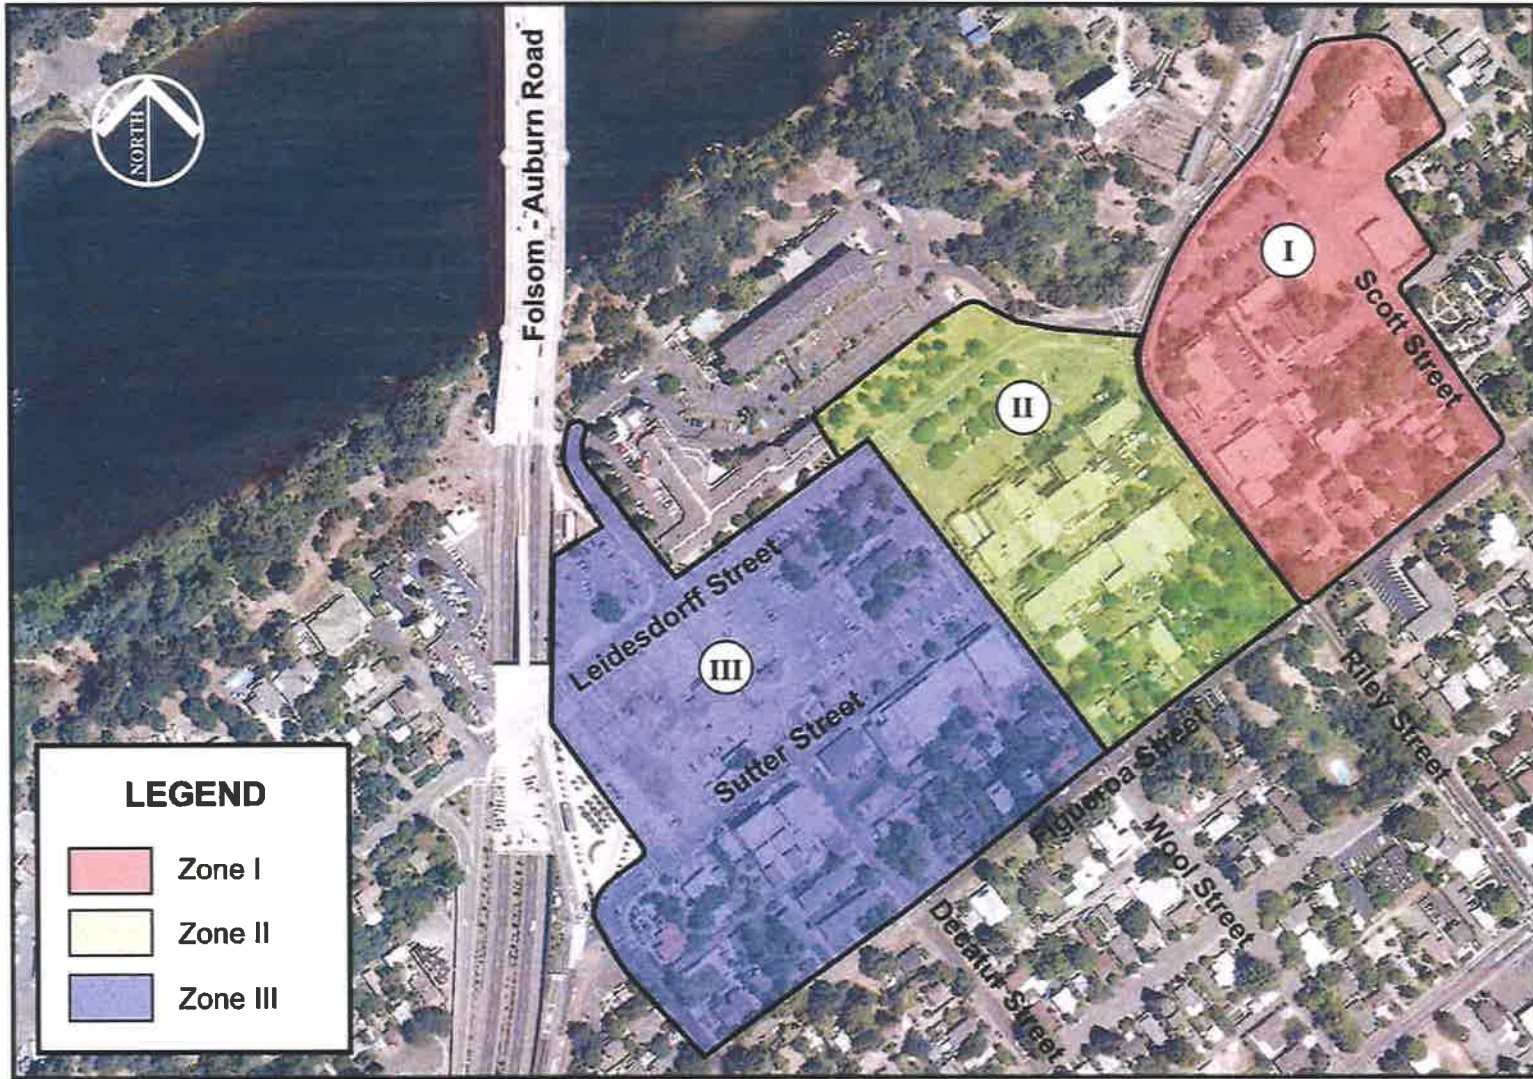 NORTH
Folsom - Auburn Road
I
Scott Street
II
Leidesdorff Street
III
Sutter Street
Figueroa Street
Riley Street
Wool Street
Decatur Street
LEGEND
Zone I
Zone II
Zone III